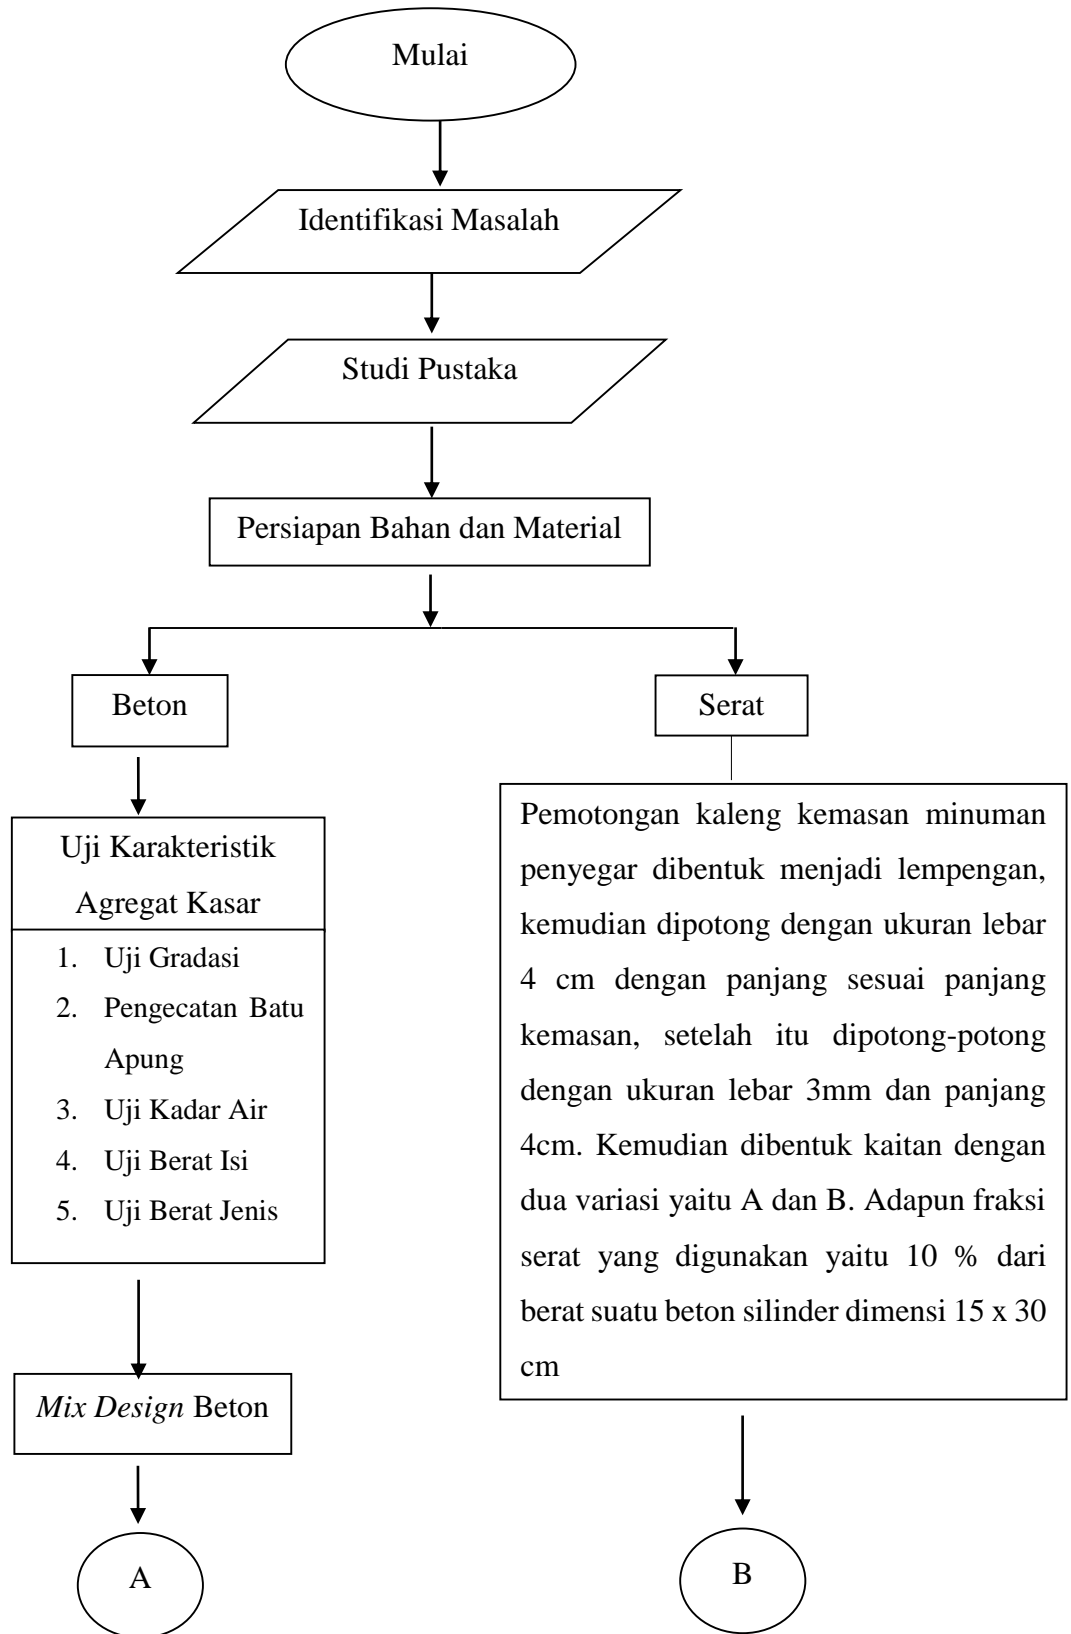 Mulai
Identifikasi Masalah
Studi Pustaka
Persiapan Bahan dan Material
Beton
Serat
Uji Karakteristik
Agregat Kasar
1. Uji Gradasi
2. Pengecatan Batu
Apung
3. Uji Kadar Air
4. Uji Berat Isi
5. Uji Berat Jenis
Mix Design Beton
A
Pemotongan kaleng kemasan minuman
penyegar dibentuk menjadi lempengan,
kemudian dipotong dengan ukuran lebar
4 cm dengan panjang sesuai panjang
kemasan, setelah itu dipotong-potong
dengan ukuran lebar 3mm dan panjang
4cm. Kemudian dibentuk kaitan dengan
dua variasi yaitu A dan B. Adapun fraksi
serat yang digunakan yaitu 10 % dari
berat suatu beton silinder dimensi 15 x 30
cm
B